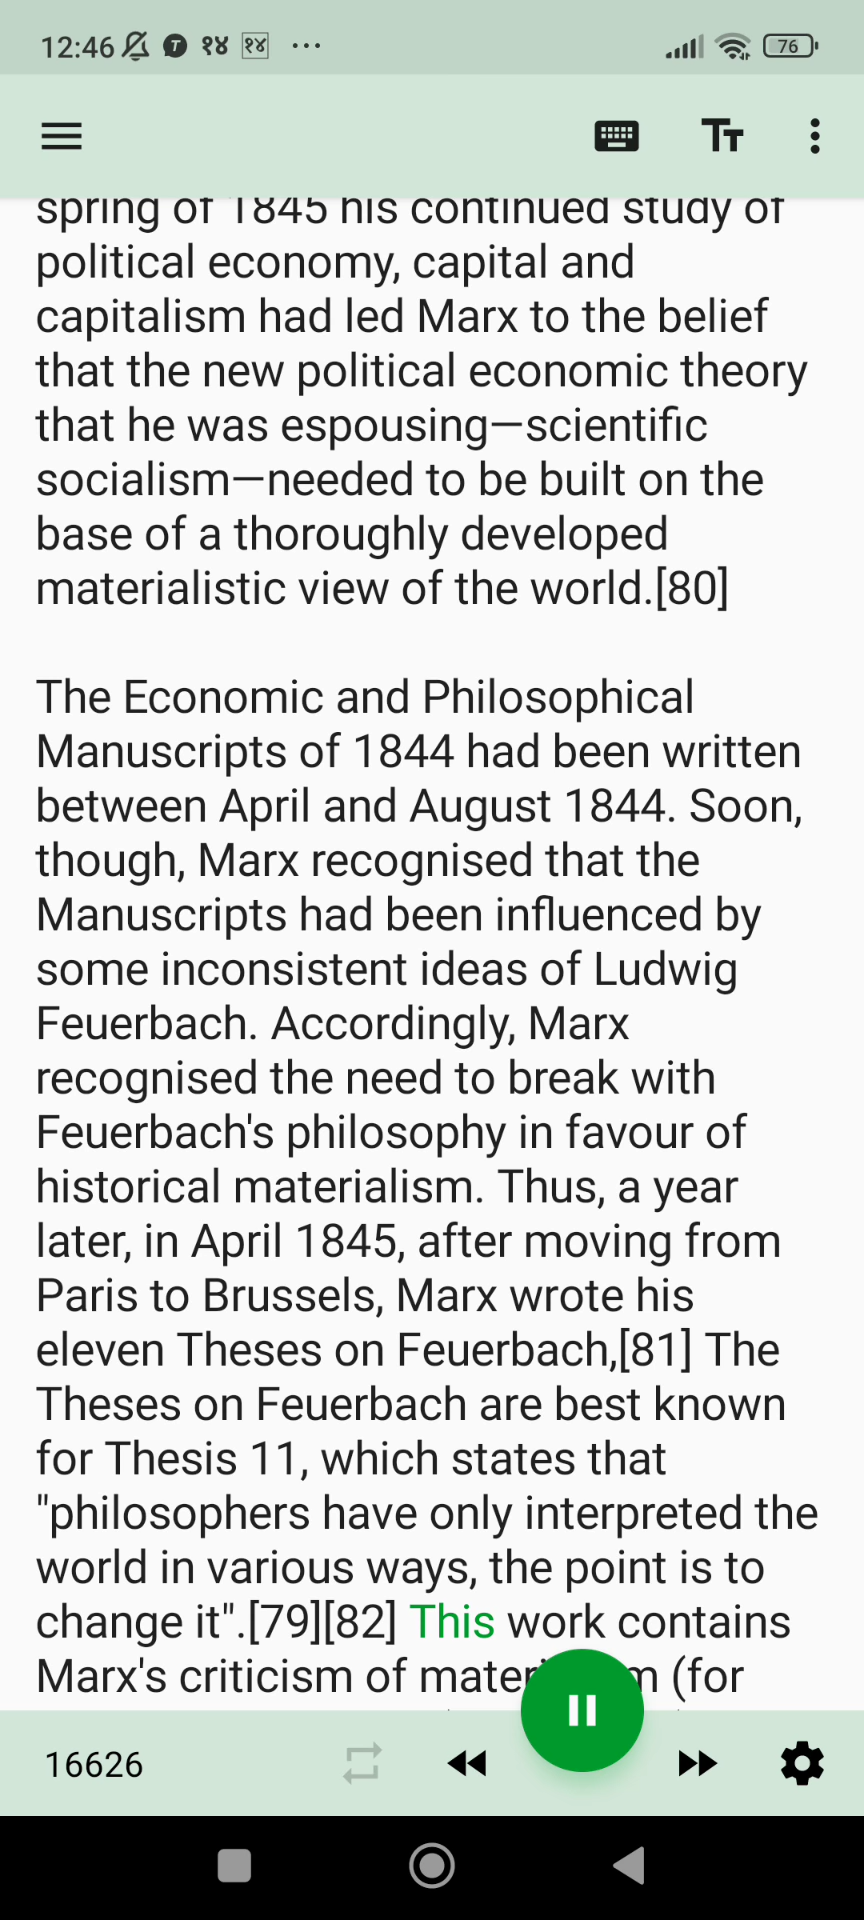 12:46 T १४ १४ ... 76
spring of 1845 his continued study of
political economy, capital and
capitalism had led Marx to the belief
that the new political economic theory
that he was espousing—scientific
socialism—needed to be built on the
base of a thoroughly developed
materialistic view of the world.[80]
The Economic and Philosophical
Manuscripts of 1844 had been written
between April and August 1844. Soon,
though, Marx recognised that the
Manuscripts had been influenced by
some inconsistent ideas of Ludwig
Feuerbach. Accordingly, Marx
recognised the need to break with
Feuerbach's philosophy in favour of
historical materialism. Thus, a year
later, in April 1845, after moving from
Paris to Brussels, Marx wrote his
eleven Theses on Feuerbach,[81] The
Theses on Feuerbach are best known
for Thesis 11, which states that
"philosophers have only interpreted the
world in various ways, the point is to
change it".[79][82] This work contains
Marx's criticism of (for
16626